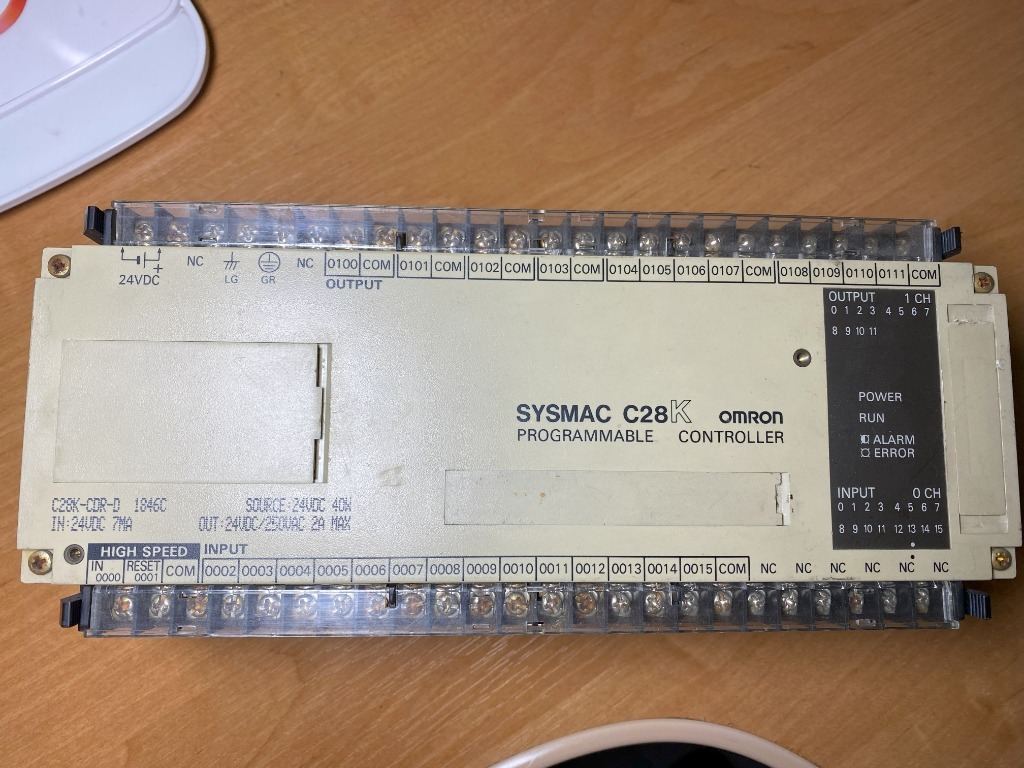 +
24VDC
NC
LG
GR
NC
0100 COM 0101 COM 0102 COM 0103 COM 0104 0105 0106 0107 COM 0108 0109 0110 0111 COM
OUTPUT
OUTPUT 1 CH
0 1 2 3 4 5 6 7
8 9 10 11
POWER
RUN
ALARM
ERROR
SYSMAC C28K OMRON
PROGRAMMABLE CONTROLLER
C28K-CDR-D 1846C SOURCE:24VDC 40W
IN:24VDC 7MA OUT:24VDC/250VAC 2A MAX
INPUT 0 CH
0 1 2 3 4 5 6 7
8 9 10 11 12 13 14 15
HIGH SPEED INPUT
IN 0000 RESET 0001 COM 0002 0003 0004 0005 0006 0007 0008 0009 0010 0011 0012 0013 0014 0015 COM NC NC NC NC NC NC